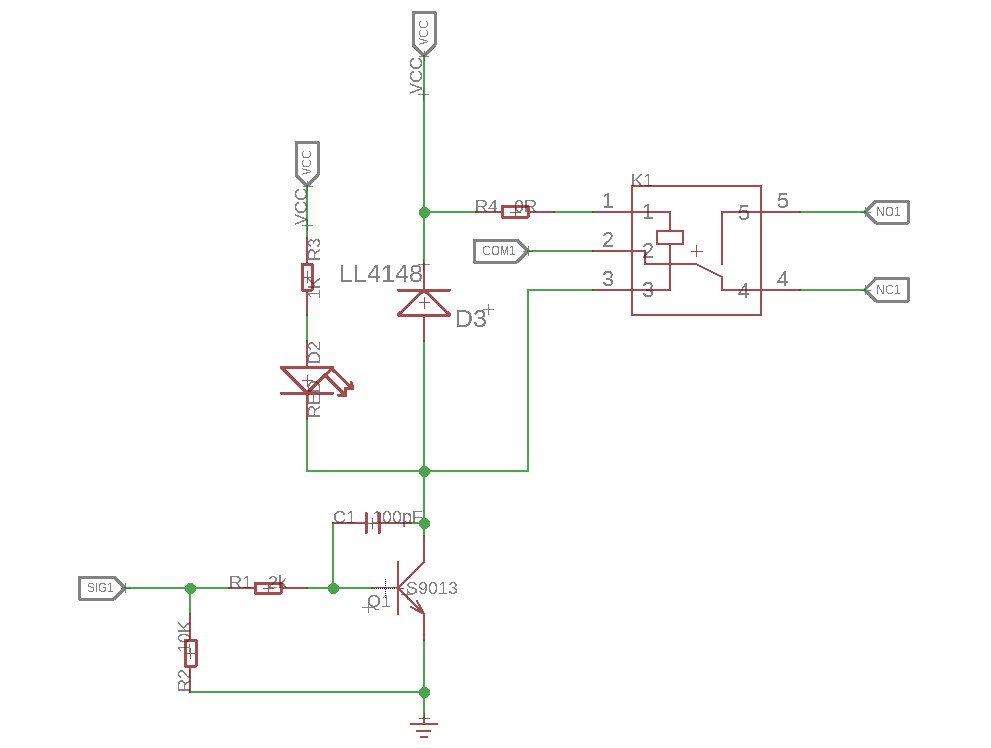 VCC
VCC
VCC
VCC
K1
R4
0R
1
1
5
5
NO1
COM1
2
2
3
3
4
4
NC1
R3
1K
LL4148
D3
D2
RED
C1
100pF
SIG1
R1
2k
Q1
S9013
10K
R2